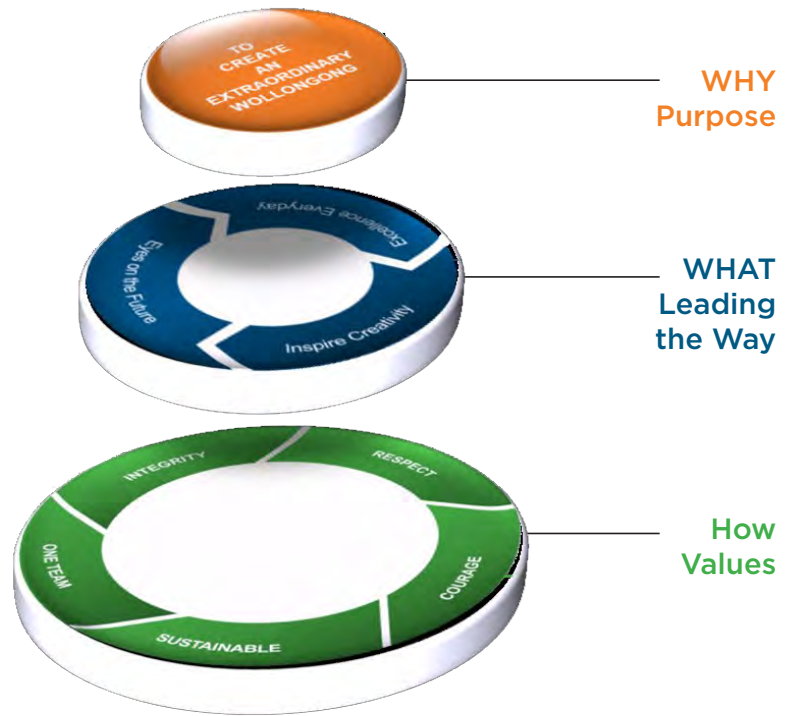 TO
CREATE
AN
EXTRAORDINARY
WOLLONGONG
WHY
Purpose
Excellence Everyday
Eyes on the Future
Inspire Creativity
WHAT
Leading
the Way
INTEGRITY
RESPECT
ONE TEAM
COURAGE
SUSTAINABLE
How
Values